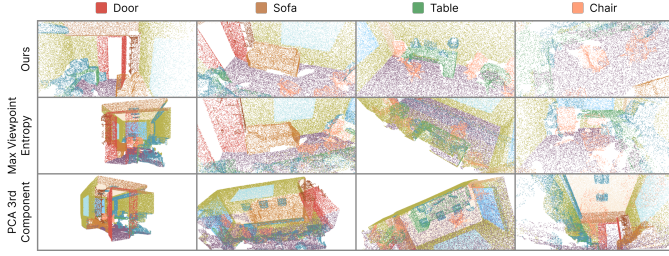 Door Sofa Table Chair
Ours
Max Viewpoint
Entropy
PCA 3rd
Component